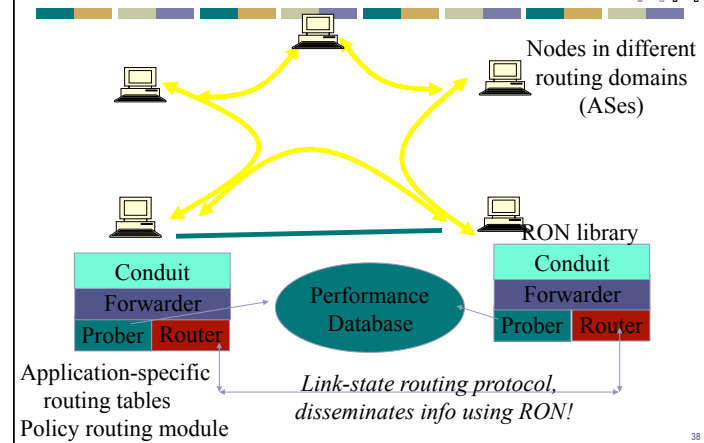 Nodes in different
routing domains
(ASes)
RON library
Conduit
Forwarder
Prober Router
Performance
Database
Conduit
Forwarder
Prober Router
Application-specific
routing tables
Policy routing module
Link-state routing protocol,
disseminates info using RON!
38